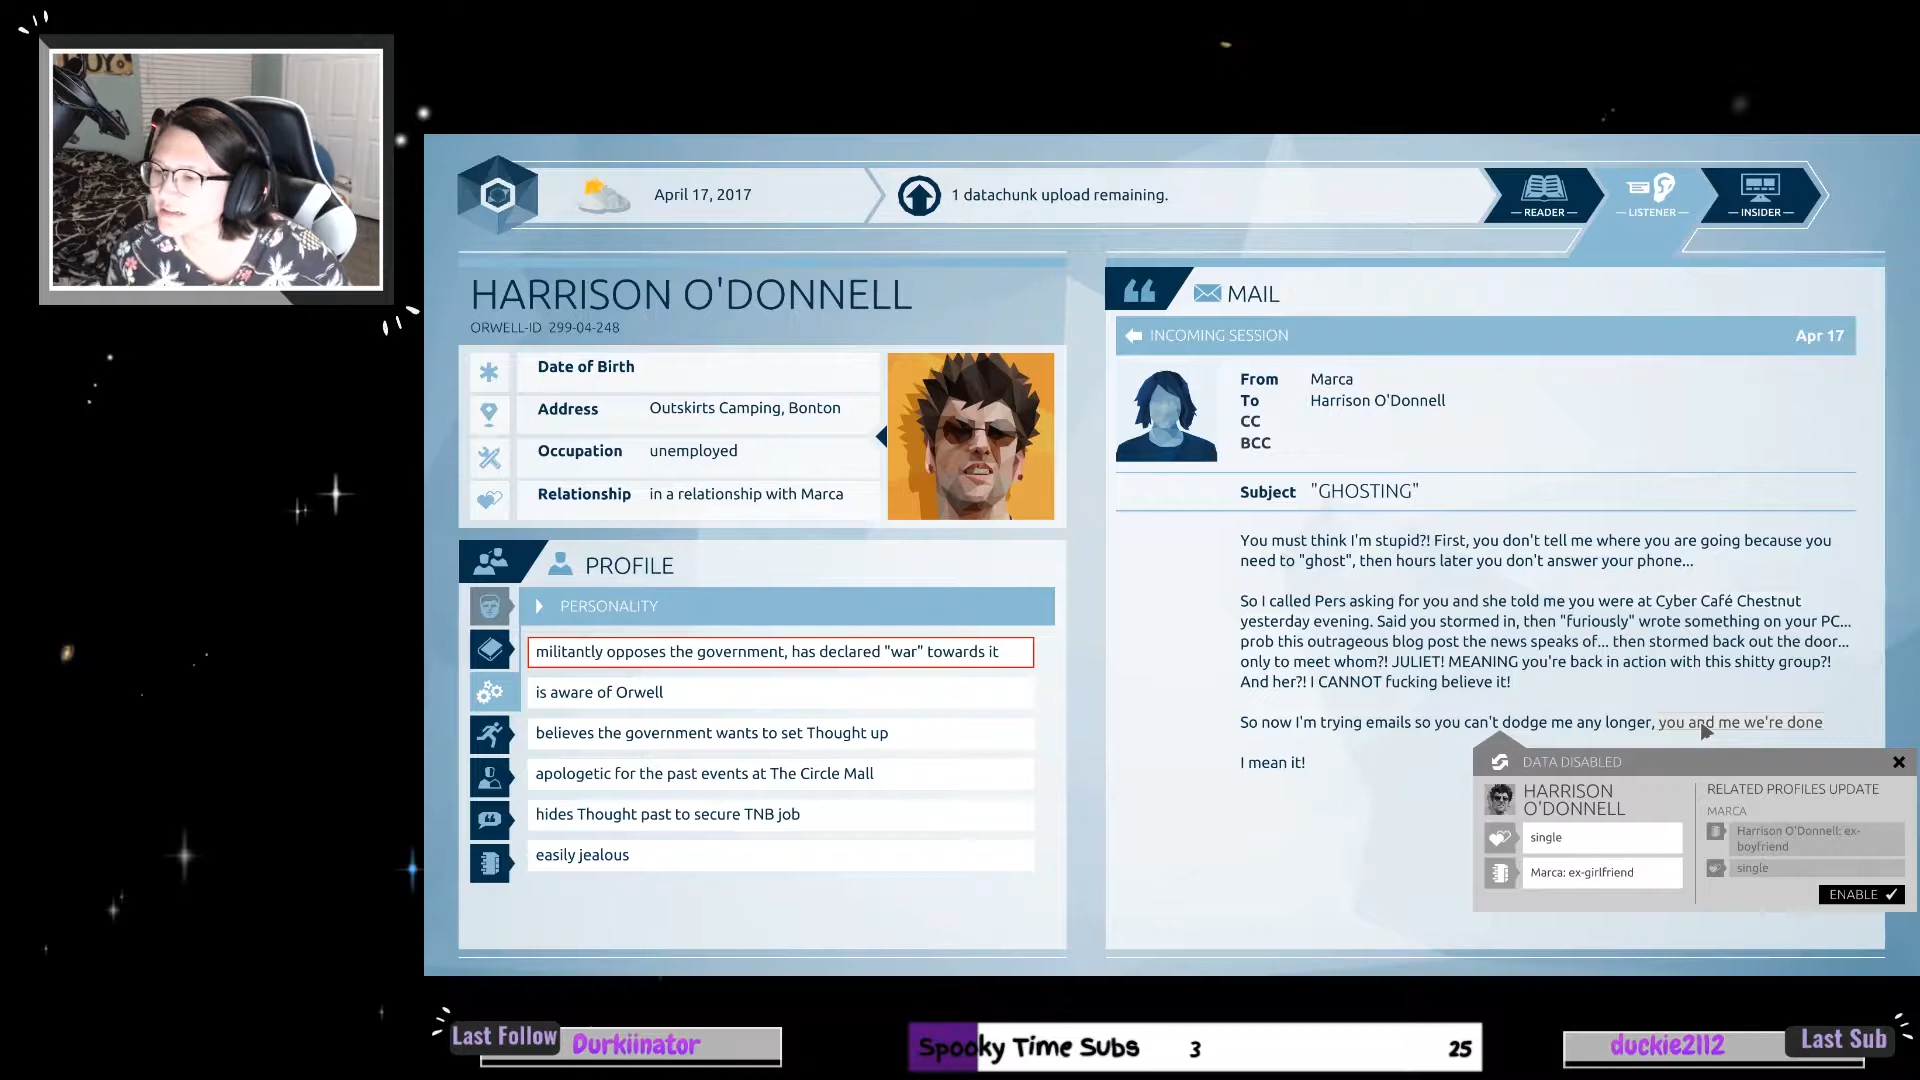 April 17, 2017
1 datachunk upload remaining.
READER
LISTENER
INSIDER
HARRISON O'DONNELL
ORWELL-ID 299-04-248
Date of Birth
Address Outskirts Camping, Bonton
Occupation unemployed
Relationship in a relationship with Marca
PROFILE
PERSONALITY
militantly opposes the government, has declared "war" towards it
is aware of Orwell
believes the government wants to set Thought up
apologetic for the past events at The Circle Mall
hides Thought past to secure TNB job
easily jealous
MAIL
INCOMING SESSION Apr 17
From Marca
To Harrison O'Donnell
CC
BCC
Subject "GHOSTING"
You must think I'm stupid?! First, you don't tell me where you are going because you
need to "ghost", then hours later you don't answer your phone...
So I called Pers asking for you and she told me you were at Cyber Café Chestnut
yesterday evening. Said you stormed in, then "furiously" wrote something on your PC...
prob this outrageous blog post the news speaks of... then stormed back out the door...
only to meet whom?! JULIET! MEANING you're back in action with this shitty group?!
And her?! I CANNOT fucking believe it!
So now I'm trying emails so you can't dodge me any longer, you and me we're done
I mean it!
DATA DISABLED
HARRISON
O'DONNELL
single
Marca: ex-girlfriend
RELATED PROFILES UPDATE
MARCA
Harrison O'Donnell: ex-
boyfriend
single
ENABLE
Last Follow Durkiinator
Spooky Time Subs 3 25
duckie2112 Last Sub